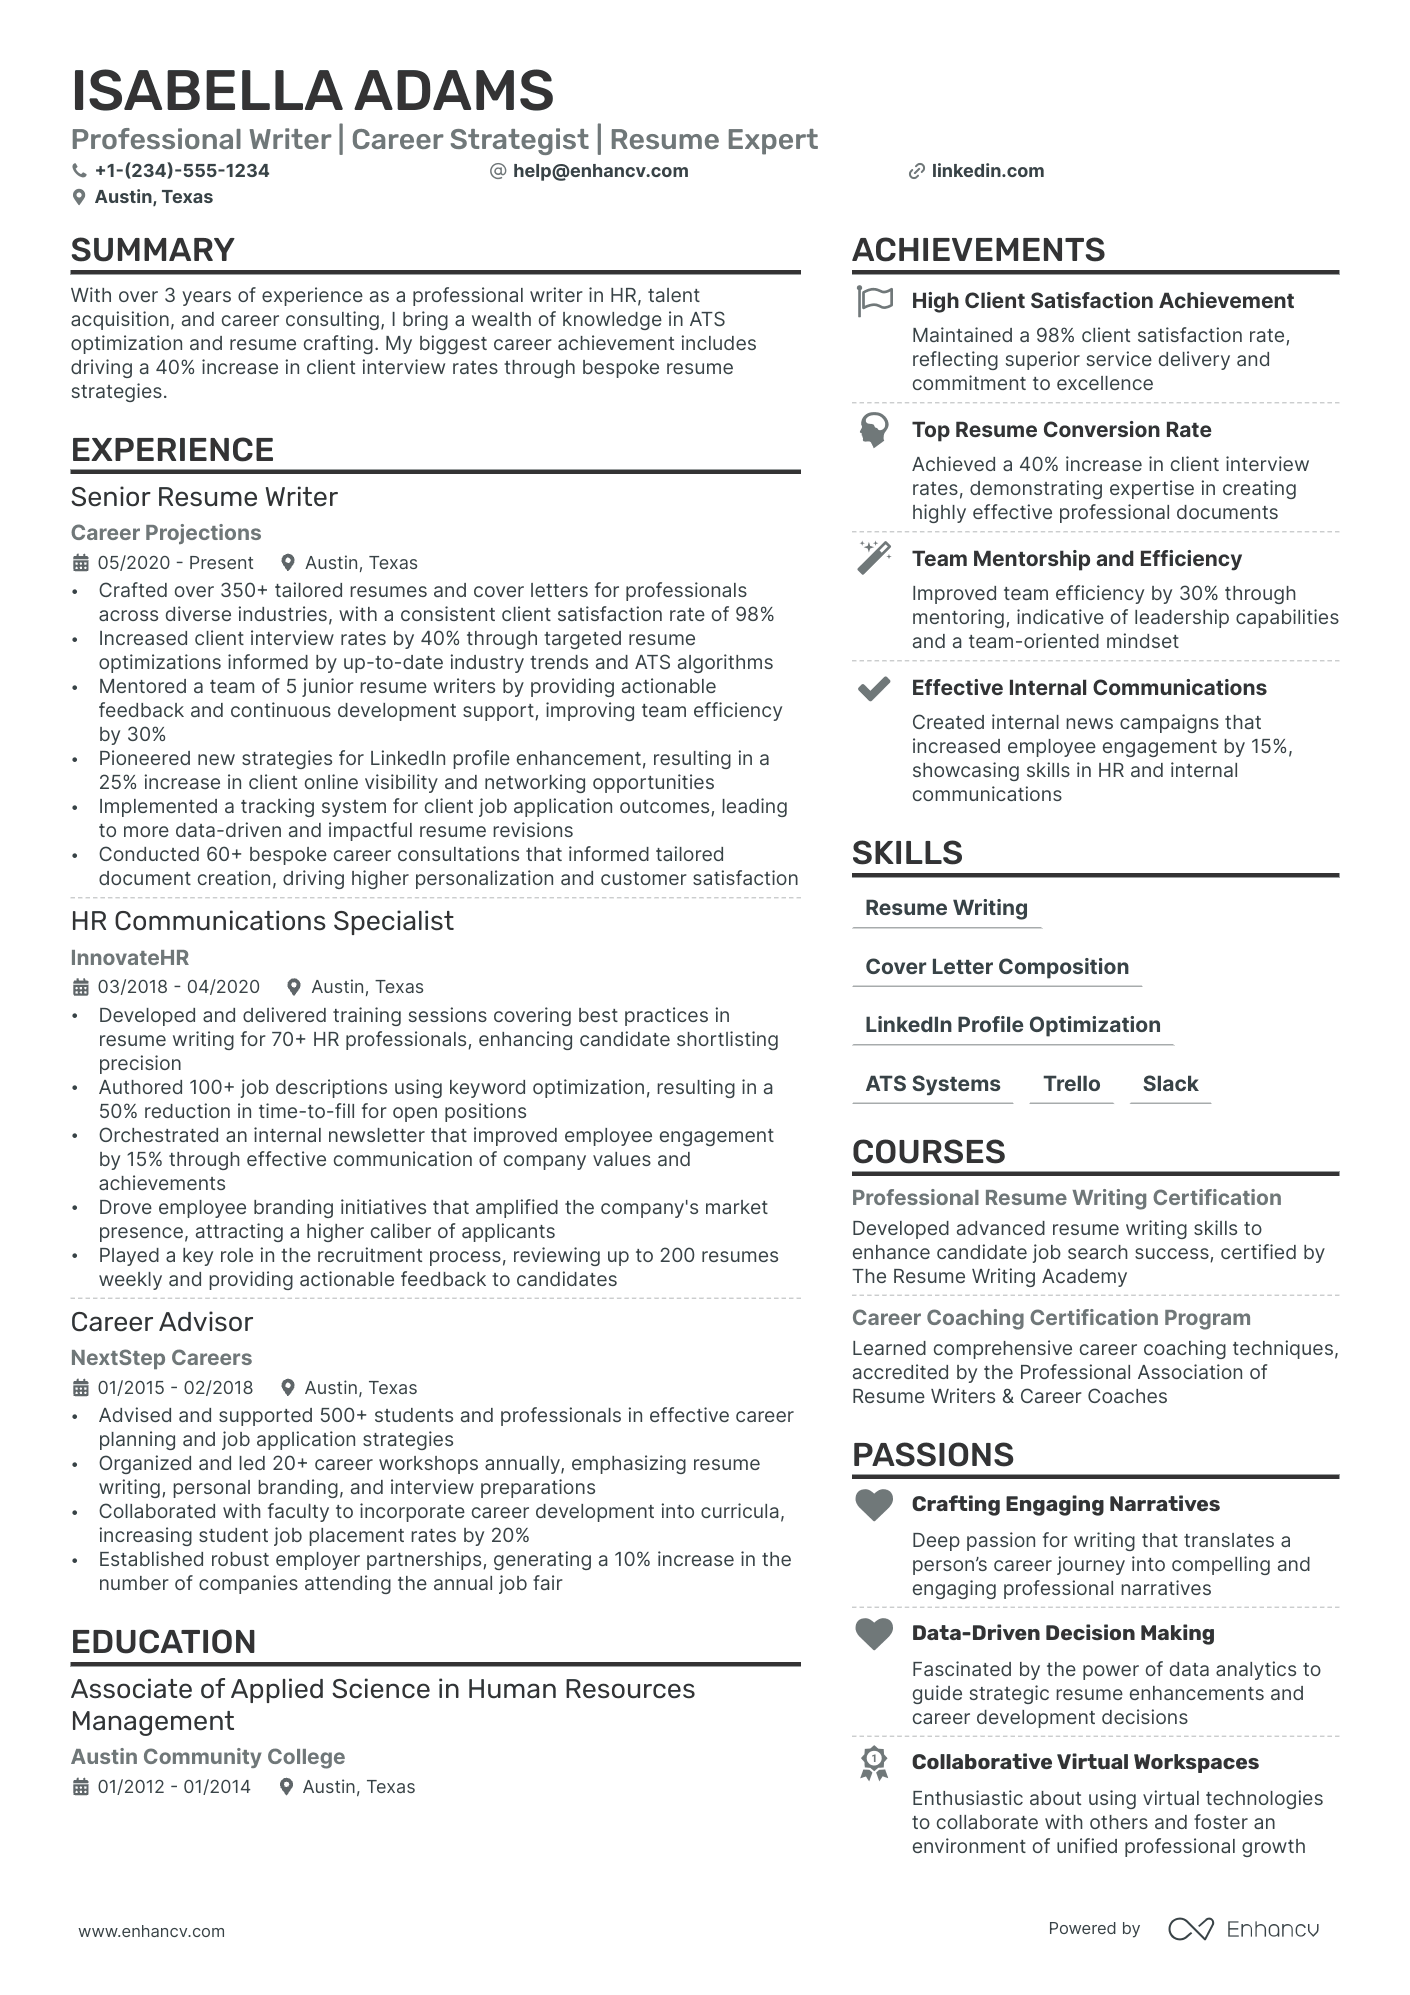 ISABELLA ADAMS
Professional Writer | Career Strategist | Resume Expert
+1-(234)-555-1234
help@enhancv.com
linkedin.com
Austin, Texas
SUMMARY
With over 3 years of experience as a professional writer in HR, talent
acquisition, and career consulting, I bring a wealth of knowledge in ATS
optimization and resume crafting. My biggest career achievement includes
driving a 40% increase in client interview rates through bespoke resume
strategies.
EXPERIENCE
Senior Resume Writer
Career Projections
05/2020 - Present Austin, Texas
• Crafted over 350+ tailored resumes and cover letters for professionals
across diverse industries, with a consistent client satisfaction rate of 98%
• Increased client interview rates by 40% through targeted resume
optimizations informed by up-to-date industry trends and ATS algorithms
• Mentored a team of 5 junior resume writers by providing actionable
feedback and continuous development support, improving team efficiency
by 30%
• Pioneered new strategies for LinkedIn profile enhancement, resulting in a
25% increase in client online visibility and networking opportunities
• Implemented a tracking system for client job application outcomes, leading
to more data-driven and impactful resume revisions
• Conducted 60+ bespoke career consultations that informed tailored
document creation, driving higher personalization and customer satisfaction
HR Communications Specialist
InnovateHR
03/2018 - 04/2020 Austin, Texas
• Developed and delivered training sessions covering best practices in
resume writing for 70+ HR professionals, enhancing candidate shortlisting
precision
• Authored 100+ job descriptions using keyword optimization, resulting in a
50% reduction in time-to-fill for open positions
• Orchestrated an internal newsletter that improved employee engagement
by 15% through effective communication of company values and
achievements
• Drove employee branding initiatives that amplified the company's market
presence, attracting a higher caliber of applicants
• Played a key role in the recruitment process, reviewing up to 200 resumes
weekly and providing actionable feedback to candidates
Career Advisor
NextStep Careers
01/2015 - 02/2018 Austin, Texas
• Advised and supported 500+ students and professionals in effective career
planning and job application strategies
• Organized and led 20+ career workshops annually, emphasizing resume
writing, personal branding, and interview preparations
• Collaborated with faculty to incorporate career development into curricula,
increasing student job placement rates by 20%
• Established robust employer partnerships, generating a 10% increase in the
number of companies attending the annual job fair
EDUCATION
Associate of Applied Science in Human Resources
Management
Austin Community College
01/2012 - 01/2014 Austin, Texas
ACHIEVEMENTS
High Client Satisfaction Achievement
Maintained a 98% client satisfaction rate,
reflecting superior service delivery and
commitment to excellence
Top Resume Conversion Rate
Achieved a 40% increase in client interview
rates, demonstrating expertise in creating
highly effective professional documents
Team Mentorship and Efficiency
Improved team efficiency by 30% through
mentoring, indicative of leadership capabilities
and a team-oriented mindset
Effective Internal Communications
Created internal news campaigns that
increased employee engagement by 15%,
showcasing skills in HR and internal
communications
SKILLS
Resume Writing
Cover Letter Composition
LinkedIn Profile Optimization
ATS Systems Trello Slack
COURSES
Professional Resume Writing Certification
Developed advanced resume writing skills to
enhance candidate job search success, certified by
The Resume Writing Academy
Career Coaching Certification Program
Learned comprehensive career coaching techniques,
accredited by the Professional Association of
Resume Writers & Career Coaches
PASSIONS
Crafting Engaging Narratives
Deep passion for writing that translates a
person’s career journey into compelling and
engaging professional narratives
Data-Driven Decision Making
Fascinated by the power of data analytics to
guide strategic resume enhancements and
career development decisions
1
Collaborative Virtual Workspaces
Enthusiastic about using virtual technologies
to collaborate with others and foster an
environment of unified professional growth
www.enhancv.com
Powered by Enhancv